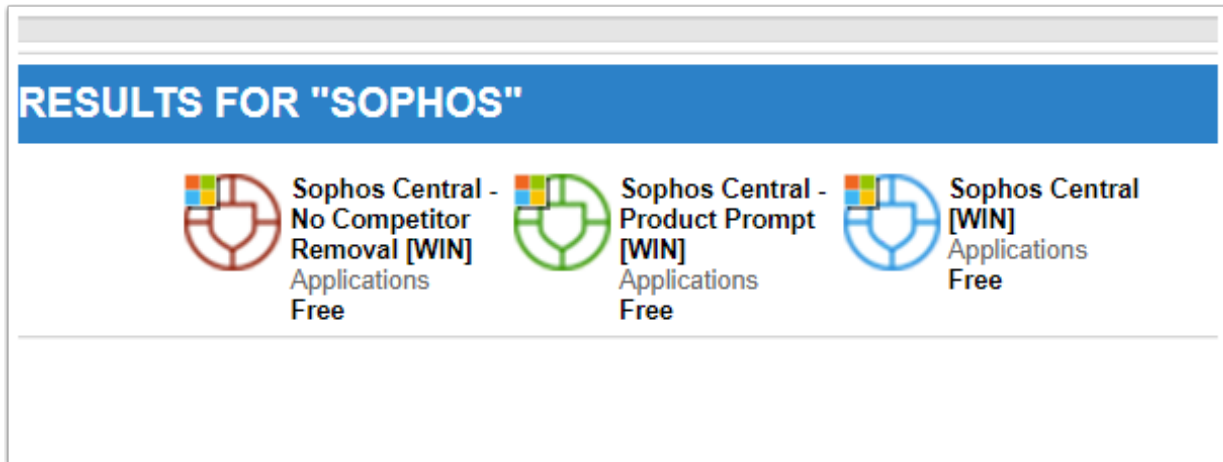 RESULTS FOR "SOPHOS"
Sophos Central -
No Competitor
Removal [WIN]
Applications
Free
Sophos Central -
Product Prompt
[WIN]
Applications
Free
Sophos Central
[WIN]
Applications
Free